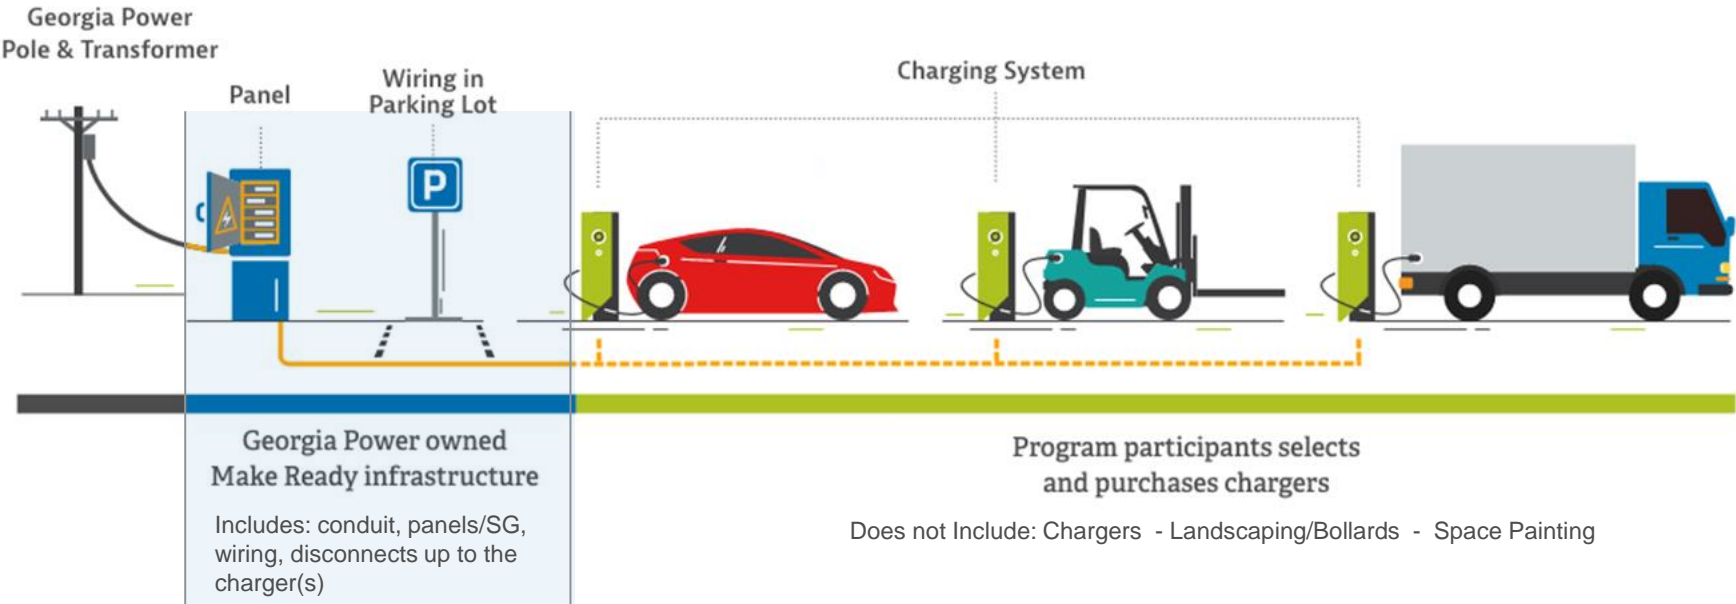 Georgia Power
Pole & Transformer
Panel
Wiring in
Parking Lot
Charging System
P
Georgia Power owned
Make Ready infrastructure
Includes: conduit, panels/SG,
wiring, disconnects up to the
charger(s)
Program participants selects
and purchases chargers
Does not Include: Chargers - Landscaping/Bollards - Space Painting